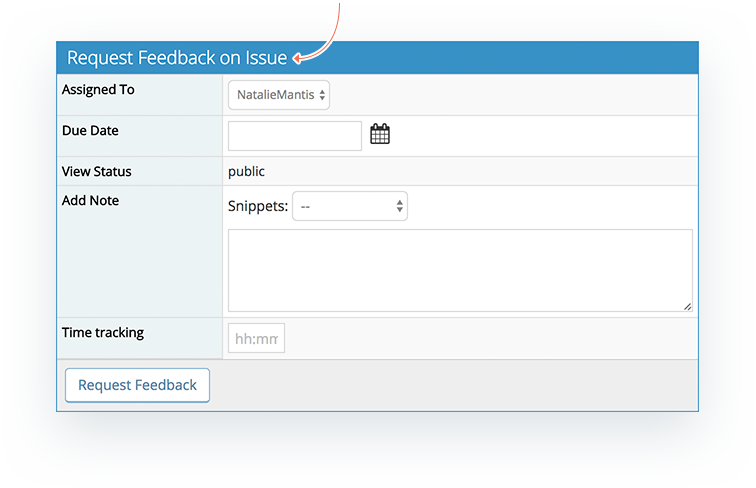 Request Feedback on Issue
Assigned To NatalieMantis
Due Date
View Status public
Add Note Snippets: --
Time tracking hh:mm
Request Feedback